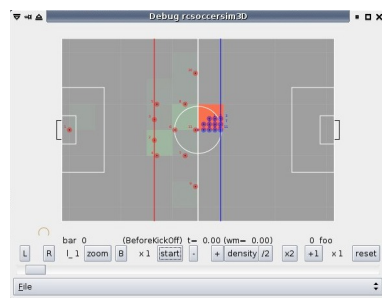 Debug rcsoccersim3D
bar 0 (BeforeKickOff) t= 0.00 (wm= 0.00) 0 foo
L R l_1 zoom B x1 start - + density /2 x2 +1 x1 reset
File